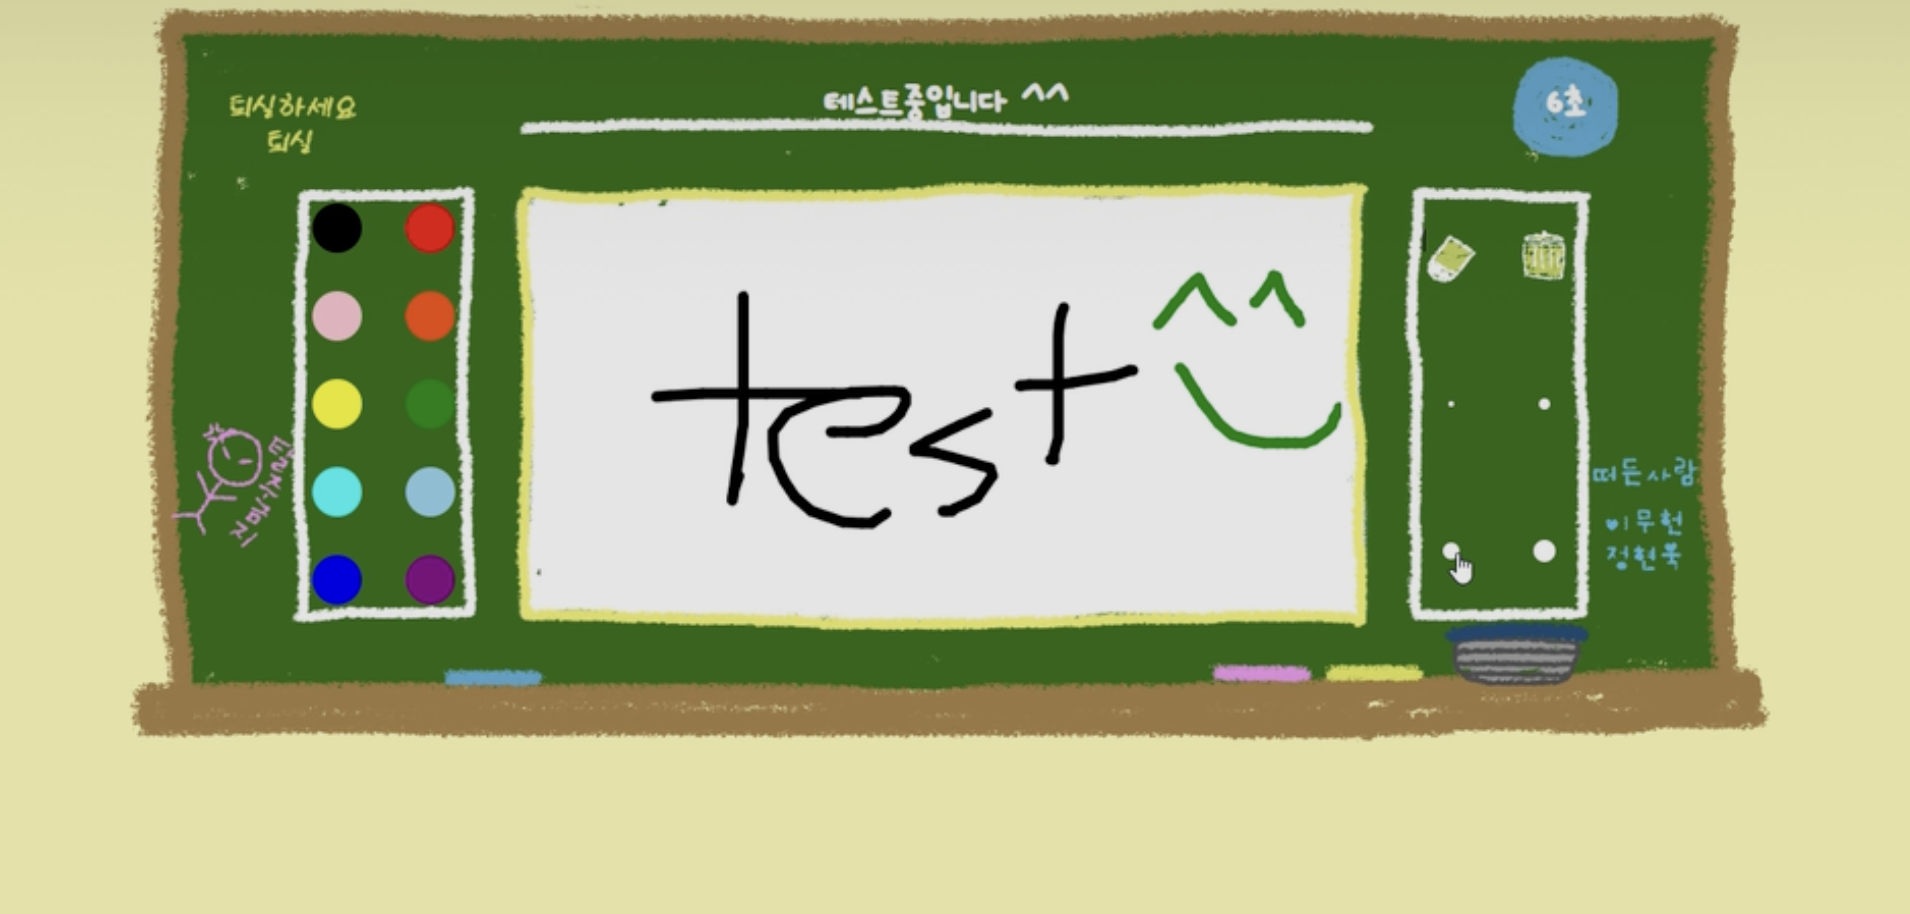 퇴실하세요
퇴실
테스트중입니다 ^^
6초
test
떠든사람
이무헌
정현욱